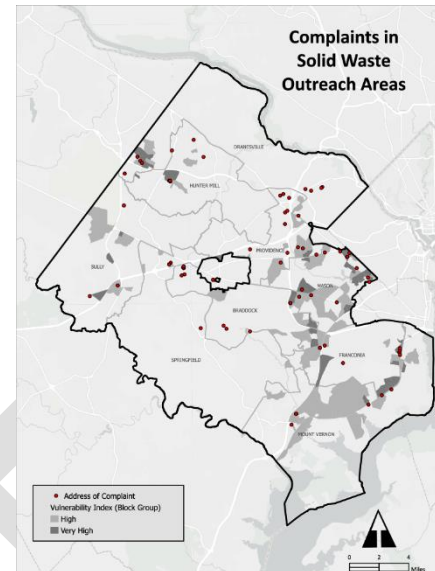 Complaints in
Solid Waste
Outreach Areas
DRANESVILLE
HUNTER MILL
PROVIDENCE
SULLY
MASON
BRADDOCK
SPRINGFIELD
FRANCONIA
MOUNT VERNON
Address of Complaint
Vulnerability Index (Block Group)
High
Very High
N
0 2 4
Miles